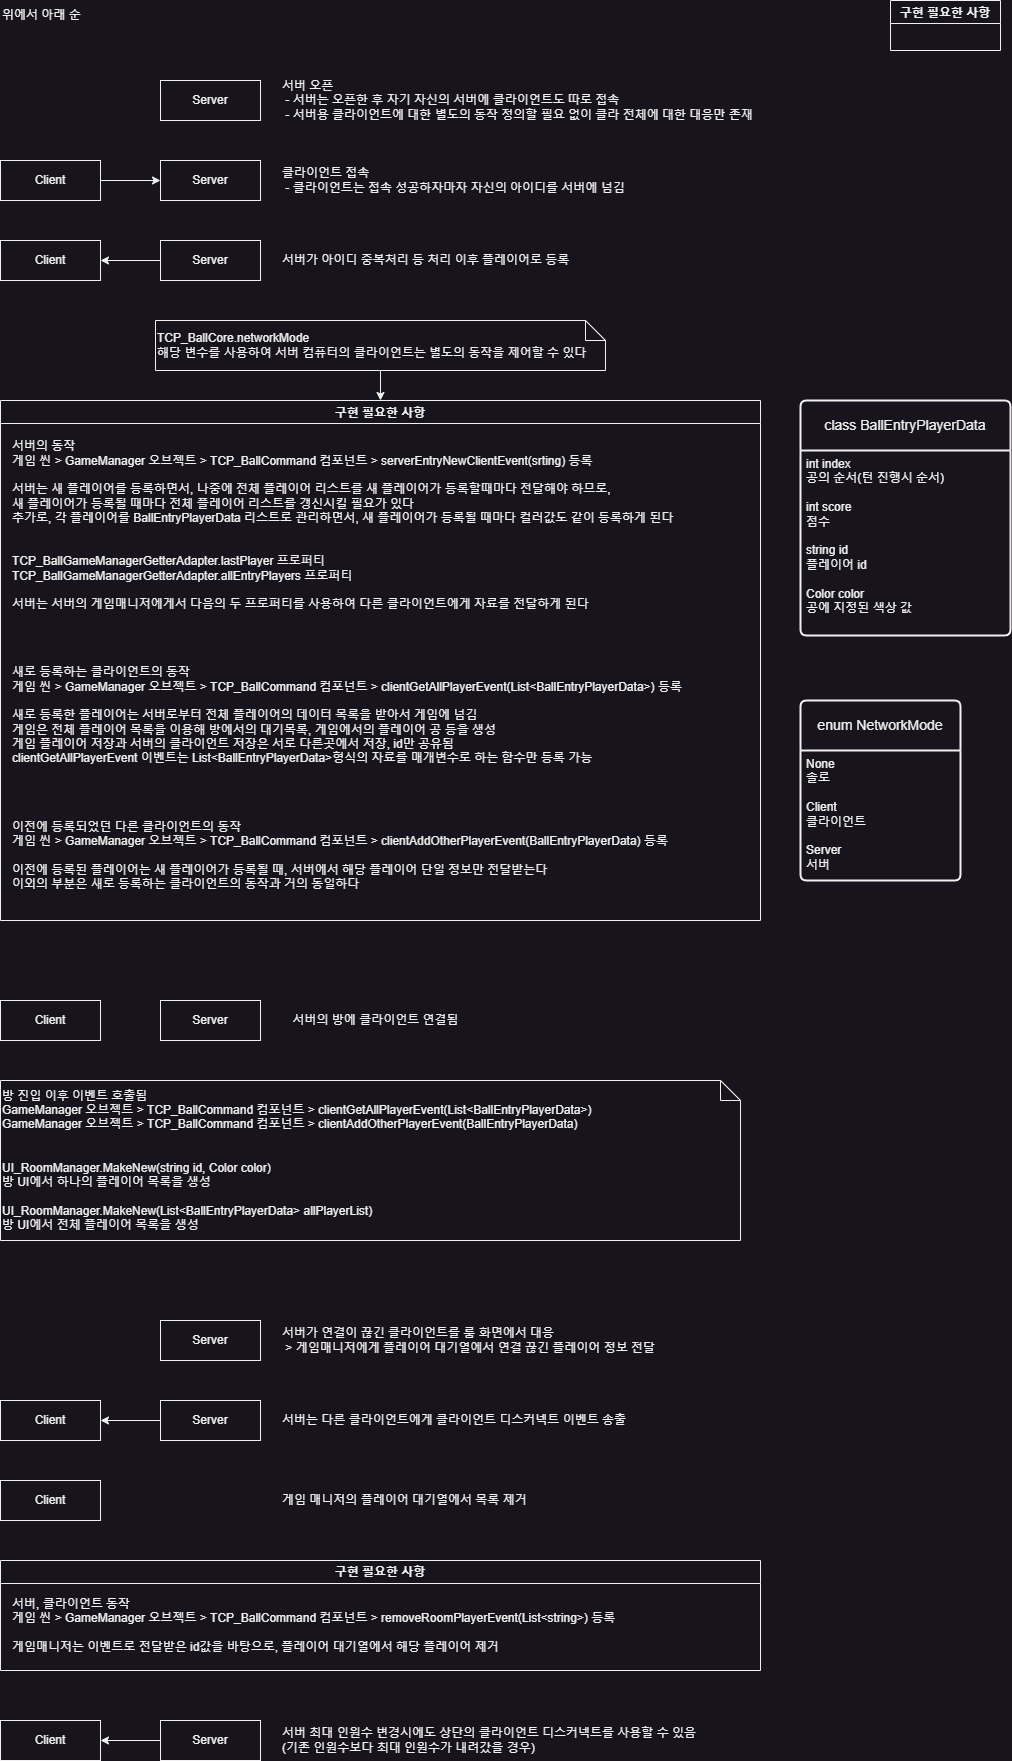 위에서 아래 순
구현 필요한 사항
Server
서버 오픈
- 서버는 오픈한 후 자기 자신의 서버에 클라이언트도 따로 접속
- 서버용 클라이언트에 대한 별도의 동작 정의할 필요 없이 클라 전체에 대한 대응만 존재
Client
Server
클라이언트 접속
- 클라이언트는 접속 성공하자마자 자신의 아이디를 서버에 넘김
Client
Server
서버가 아이디 중복처리 등 처리 이후 플레이어로 등록
TCP_BallCore.networkMode
해당 변수를 사용하여 서버 컴퓨터의 클라이언트는 별도의 동작을 제어할 수 있다
구현 필요한 사항
서버의 동작
게임 씬 > GameManager 오브젝트 > TCP_BallCommand 컴포넌트 > serverEntryNewClientEvent(srting) 등록
서버는 새 플레이어를 등록하면서, 나중에 전체 플레이어 리스트를 새 플레이어가 등록할때마다 전달해야 하므로,
새 플레이어가 등록될 때마다 전체 플레이어 리스트를 갱신시킬 필요가 있다
추가로, 각 플레이어를 BallEntryPlayerData 리스트로 관리하면서, 새 플레이어가 등록될 때마다 컬러값도 같이 등록하게 된다
TCP_BallGameManagerGetterAdapter.lastPlayer 프로퍼티
TCP_BallGameManagerGetterAdapter.allEntryPlayers 프로퍼티
서버는 서버의 게임매니저에게서 다음의 두 프로퍼티를 사용하여 다른 클라이언트에게 자료를 전달하게 된다
새로 등록하는 클라이언트의 동작
게임 씬 > GameManager 오브젝트 > TCP_BallCommand 컴포넌트 > clientGetAllPlayerEvent(List<BallEntryPlayerData>) 등록
새로 등록한 플레이어는 서버로부터 전체 플레이어의 데이터 목록을 받아서 게임에 넘김
게임은 전체 플레이어 목록을 이용해 방에서의 대기목록, 게임에서의 플레이어 공 등을 생성
게임 플레이어 저장과 서버의 클라이언트 저장은 서로 다른곳에서 저장, id만 공유됨
clientGetAllPlayerEvent 이벤트는 List<BallEntryPlayerData>형식의 자료를 매개변수로 하는 함수만 등록 가능
이전에 등록되었던 다른 클라이언트의 동작
게임 씬 > GameManager 오브젝트 > TCP_BallCommand 컴포넌트 > clientAddOtherPlayerEvent(BallEntryPlayerData) 등록
이전에 등록된 플레이어는 새 플레이어가 등록될 때, 서버에서 해당 플레이어 단일 정보만 전달받는다
이외의 부분은 새로 등록하는 클라이언트의 동작과 거의 동일하다
class BallEntryPlayerData
int index
공의 순서(턴 진행시 순서)
int score
점수
string id
플레이어 id
Color color
공에 지정된 색상 값
enum NetworkMode
None
솔로
Client
클라이언트
Server
서버
Client
Server
서버의 방에 클라이언트 연결됨
방 진입 이후 이벤트 호출됨
GameManager 오브젝트 > TCP_BallCommand 컴포넌트 > clientGetAllPlayerEvent(List<BallEntryPlayerData>)
GameManager 오브젝트 > TCP_BallCommand 컴포넌트 > clientAddOtherPlayerEvent(BallEntryPlayerData)
UI_RoomManager.MakeNew(string id, Color color)
방 UI에서 하나의 플레이어 목록을 생성
UI_RoomManager.MakeNew(List<BallEntryPlayerData> allPlayerList)
방 UI에서 전체 플레이어 목록을 생성
Server
서버가 연결이 끊긴 클라이언트를 룸 화면에서 대응
> 게임매니저에게 플레이어 대기열에서 연결 끊긴 플레이어 정보 전달
Client
Server
서버는 다른 클라이언트에게 클라이언트 디스커넥트 이벤트 송출
Client
게임 매니저의 플레이어 대기열에서 목록 제거
구현 필요한 사항
서버, 클라이언트 동작
게임 씬 > GameManager 오브젝트 > TCP_BallCommand 컴포넌트 > removeRoomPlayerEvent(List<string>) 등록
게임매니저는 이벤트로 전달받은 id값을 바탕으로, 플레이어 대기열에서 해당 플레이어 제거
Client
Server
서버 최대 인원수 변경시에도 상단의 클라이언트 디스커넥트를 사용할 수 있음
(기존 인원수보다 최대 인원수가 내려갔을 경우)